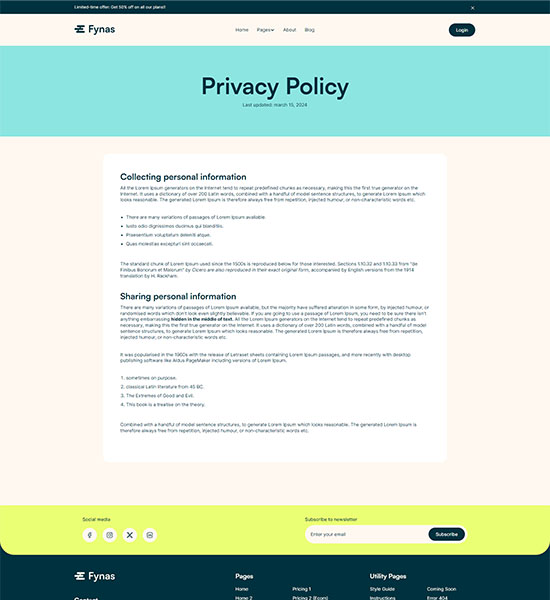 Limited-time offer: Get 50% off on all our plans!!
Fynas
Home Pages About Blog
Login
Privacy Policy
Last updated: march 10, 2024
Collecting personal information
All the Lorem Ipsum generators on the Internet tend to repeat predefined chunks as necessary, making this the first true generator on the
Internet. It uses a dictionary of over 200 Latin words, combined with a handful of model sentence structures, to generate Lorem Ipsum which
looks reasonable. The generated Lorem Ipsum is therefore always free from repetition, injected humour, or non-characteristic words etc.
• There are many variations of passages of Lorem Ipsum available.
• Iusto odio dignissimos ducimus qui blanditiis.
• Praesentium voluptatum deleniti atque.
• Quas molestias excepturi sint occaecati.
The standard chunk of Lorem Ipsum used since the 1500s is reproduced below for those interested. Sections 1.10.32 and 1.10.33 from "de
Finibus Bonorum et Malorum" by Cicero are also reproduced in their exact original form, accompanied by English versions from the 1914
translation by H. Rackham.
Sharing personal information
There are many variations of passages of Lorem Ipsum available, but the majority have suffered alteration in some form, by injected humour, or
randomised words which don't look even slightly believable. If you are going to use a passage of Lorem Ipsum, you need to be sure there isn't
anything embarrassing hidden in the middle of text. All the Lorem Ipsum generators on the Internet tend to repeat predefined chunks as
necessary, making this the first true generator on the Internet. It uses a dictionary of over 200 Latin words, combined with a handful of model
sentence structures, to generate Lorem Ipsum which looks reasonable. The generated Lorem Ipsum is therefore always free from repetition,
injected humour, or non-characteristic words etc.
It was popularised in the 1960s with the release of Letraset sheets containing Lorem Ipsum passages, and more recently with desktop
publishing software like Aldus PageMaker including versions of Lorem Ipsum.
1. sometimes on purpose.
2. classical Latin literature from 45 BC.
3. The Extremes of Good and Evil.
4. This book is a treatise on the theory.
Combined with a handful of model sentence structures, to generate Lorem Ipsum which looks reasonable. The generated Lorem Ipsum is
therefore always free from repetition, injected humour, or non-characteristic words etc.
Social media
Subscribe to newsletter
Enter your email
Subscribe
Fynas
Pages
Utility Pages
Home Pricing 1 Style Guide Coming Soon
Contact Home 2 Pricing 2 (Fcom) Instructions Error 404